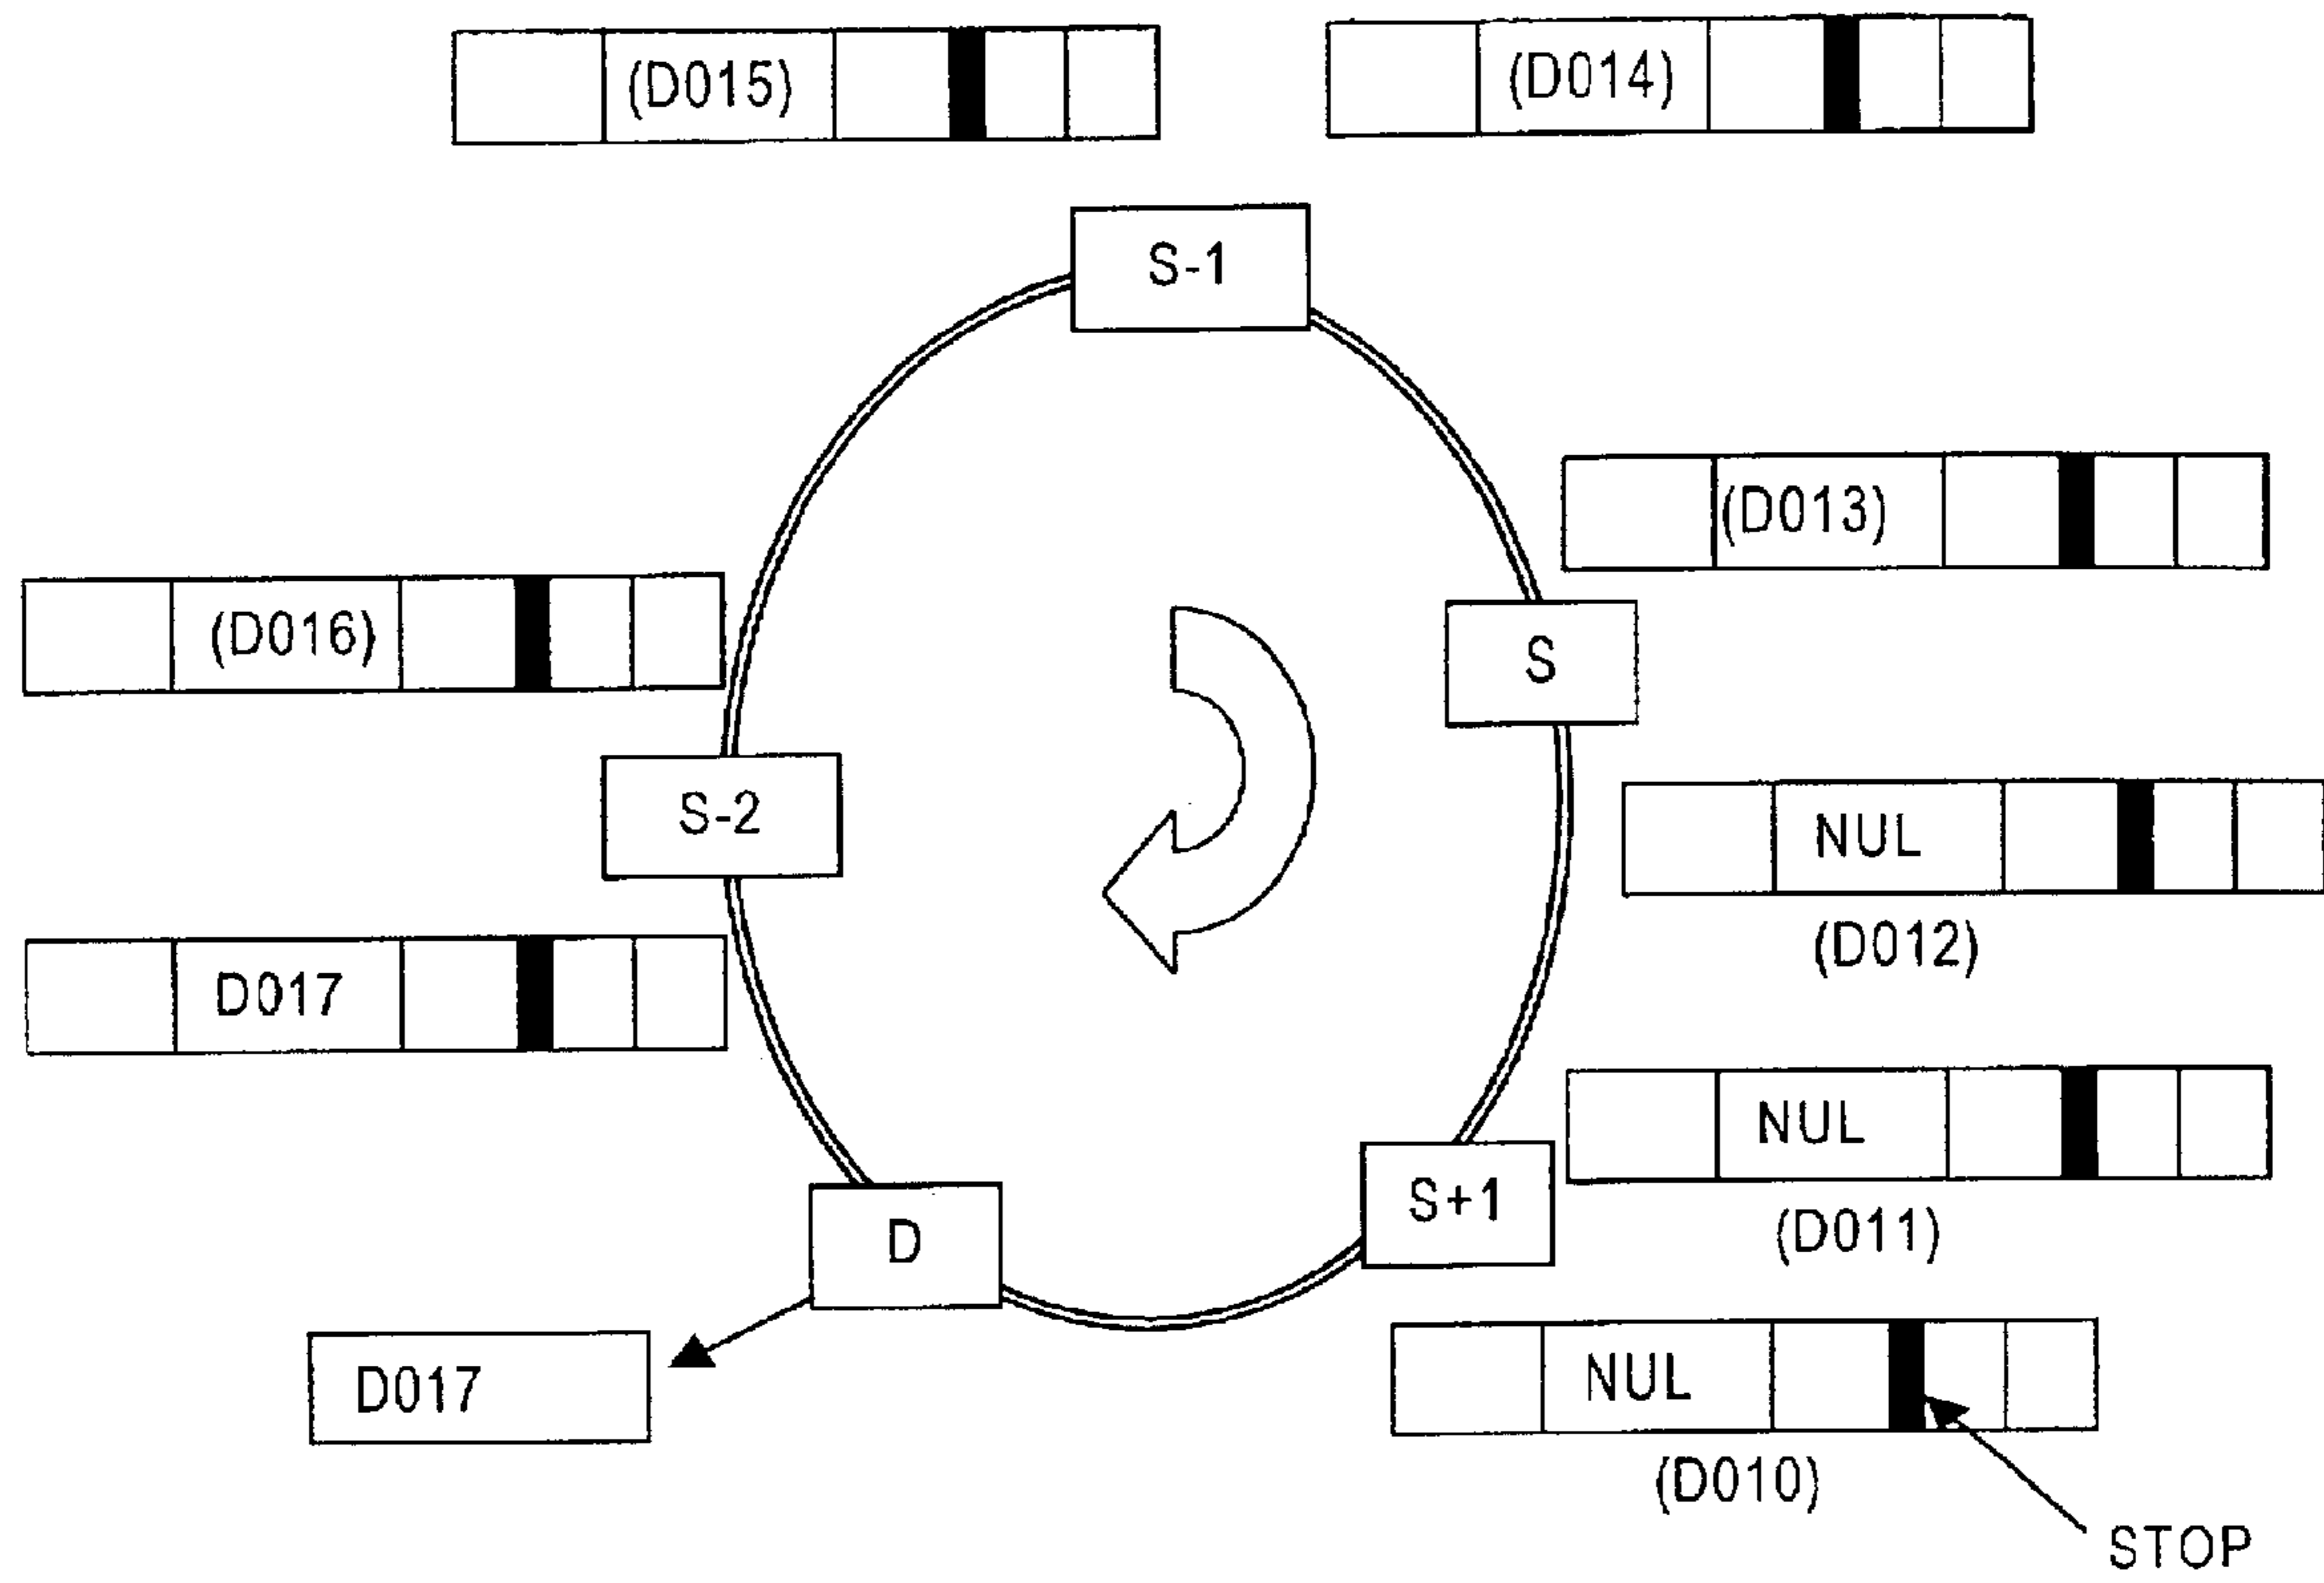 (D015)
(D014)
S-1
(D013)
(D016)
S
S-2
NUL
(D012)
D017
NUL
S+1
(D011)
D
D017
NUL
(D010)
STOP